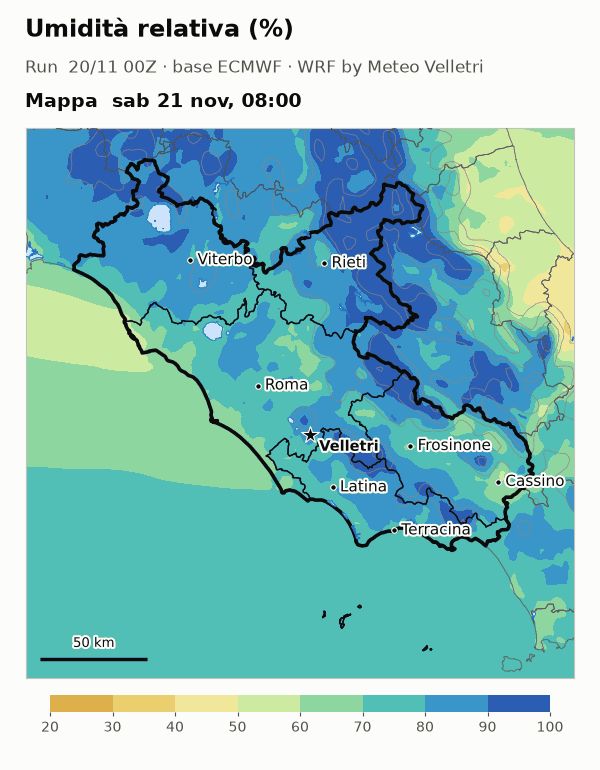 Umidità relativa (%)
Run  20/11 00Z · base ECMWF · WRF by Meteo Velletri
Mappa  sab 21 nov, 08:00
Viterbo
Rieti
Roma
Velletri
Frosinone
Latina
Cassino
Terracina
50 km
20 30 40 50 60 70 80 90 100